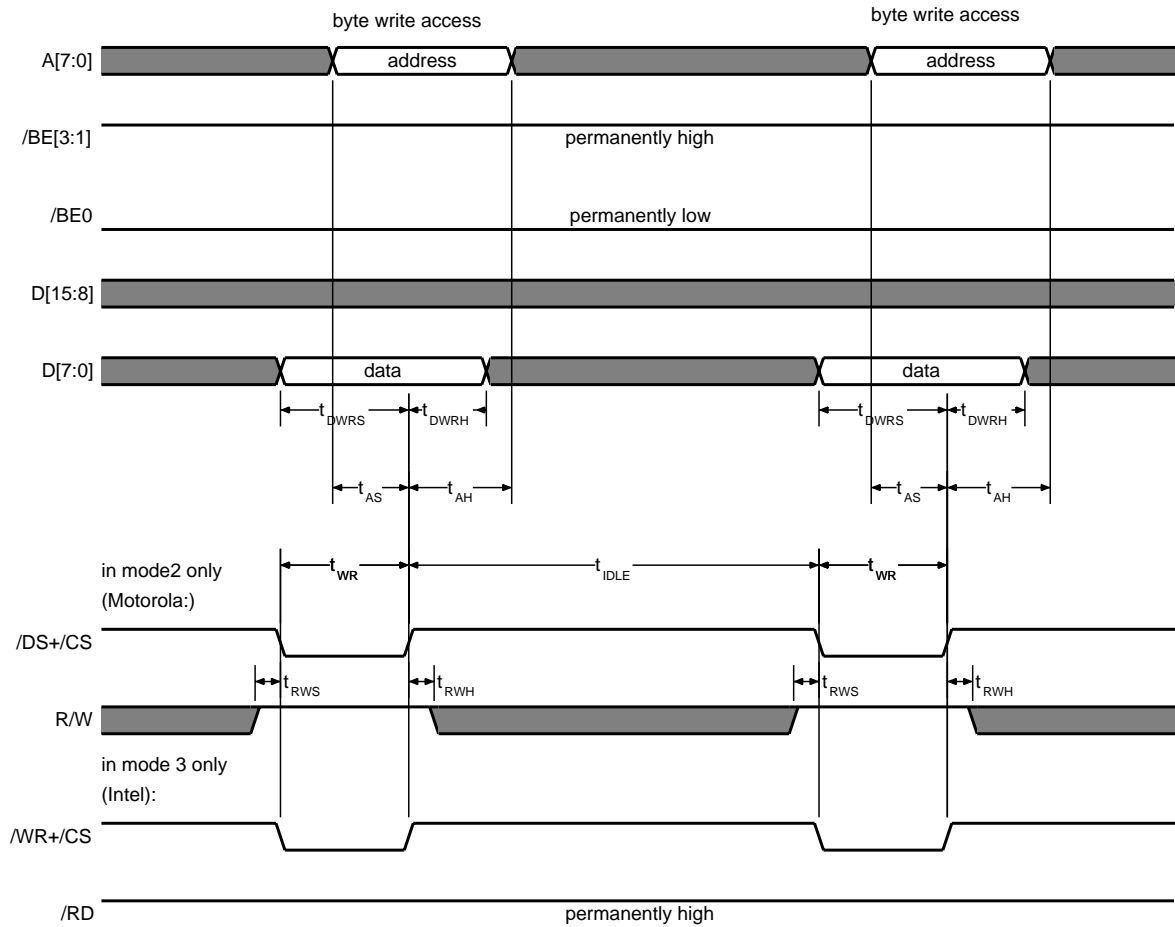 byte write access
byte write access
A[7:0]
address
address
/BE[3:1]
permanently high
/BE0
permanently low
D[15:8]
D[7:0]
data
data
tDWRS
tDWRH
tDWRS
tDWRH
tAS
tAH
tAS
tAH
in mode2 only
(Motorola:)
tWR
tIDLE
tWR
/DS+/CS
tRWS
tRWH
tRWS
tRWH
R/W
in mode 3 only
(Intel):
/WR+/CS
/RD
permanently high